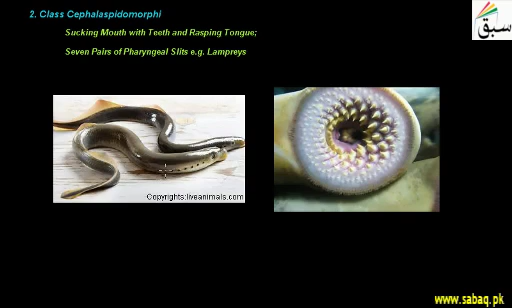 سبق
2. Class Cephalaspidomorphi
Sucking Mouth with Teeth and Rasping Tongue;
Seven Pairs of Pharyngeal Slits e.g. Lampreys
Copyrights:liveanimals.com
www.sabaq.pk